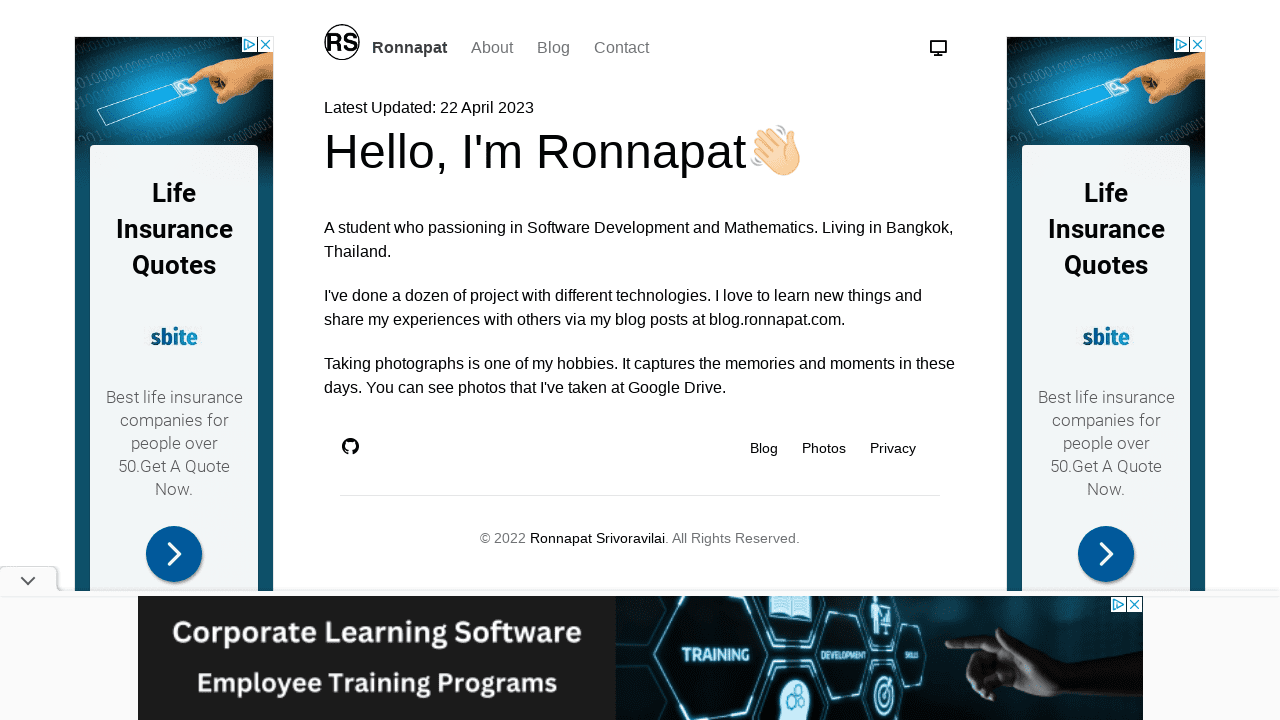 RS
Ronnapat About Blog Contact
Latest Updated: 22 April 2023
Hello, I'm Ronnapat👋🏻
A student who passioning in Software Development and Mathematics. Living in Bangkok,
Thailand.
I've done a dozen of project with different technologies. I love to learn new things and
share my experiences with others via my blog posts at blog.ronnapat.com.
Taking photographs is one of my hobbies. It captures the memories and moments in these
days. You can see photos that I've taken at Google Drive.
Blog Photos Privacy
© 2022 Ronnapat Srivoravilai. All Rights Reserved.
Life
Insurance
Quotes
sbite
Best life insurance
companies for
people over
50.Get A Quote
Now.
Life
Insurance
Quotes
sbite
Best life insurance
companies for
people over
50.Get A Quote
Now.
Corporate Learning Software
Employee Training Programs
TRAINING
DEVELOPMENT
SKILLS